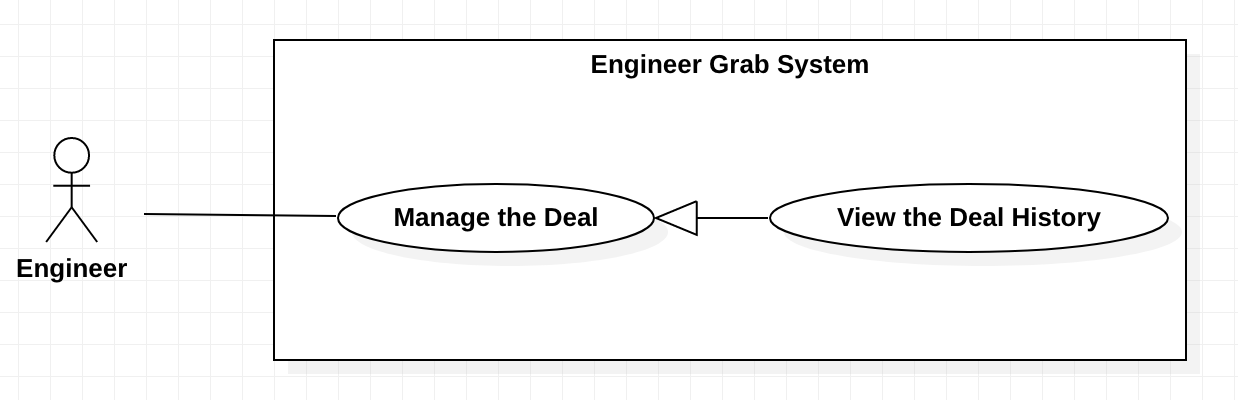 Engineer Grab System
Manage the Deal
View the Deal History
Engineer